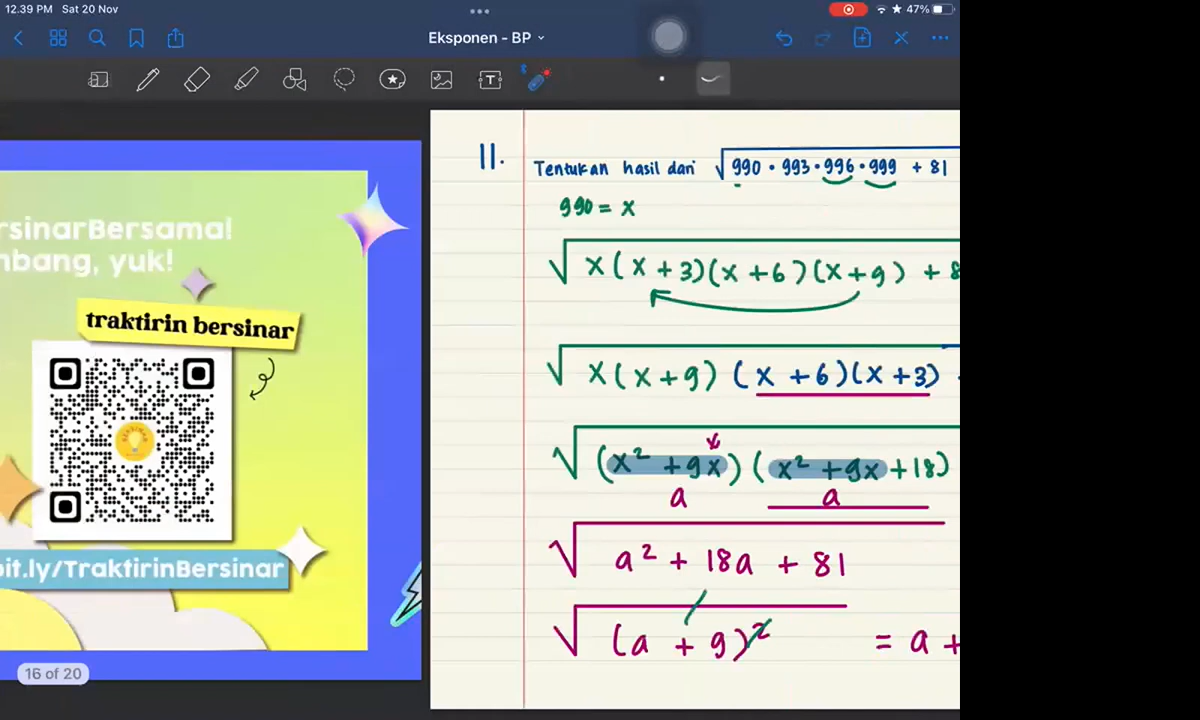 12.39 PM Sat 20 Nov
47%
Eksponen - BP
rsinarBersama!
mbang, yuk!
traktirin bersinar
bit.ly/TraktirinBersinar
16 of 20
11. Tentukan hasil dari √990 • 993 • 996 • 999 + 81
990 = x
√x(x + 3)(x + 6)(x + 9) + 8
√x(x + 9) (x + 6)(x + 3)
√(x² + 9x) (x² + 9x + 18)
a a
√a² + 18a + 81
√(a + 9)² = a +